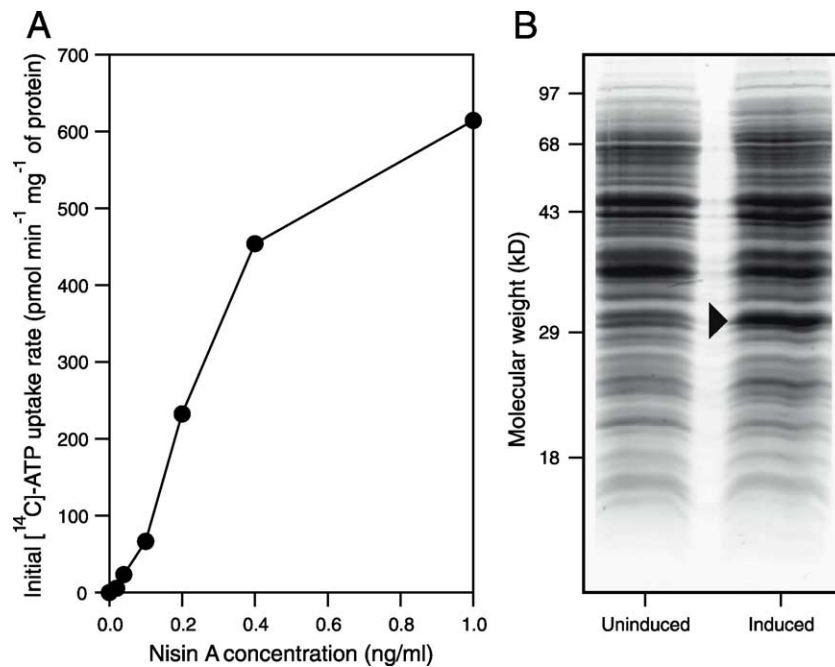 A
Initial [¹⁴C]-ATP uptake rate (pmol min⁻¹ mg⁻¹ of protein)
700
600
500
400
300
200
100
0
0.0 0.2 0.4 0.6 0.8 1.0
Nisin A concentration (ng/ml)
B
Molecular weight (kD)
97
68
43
29
18
Uninduced Induced